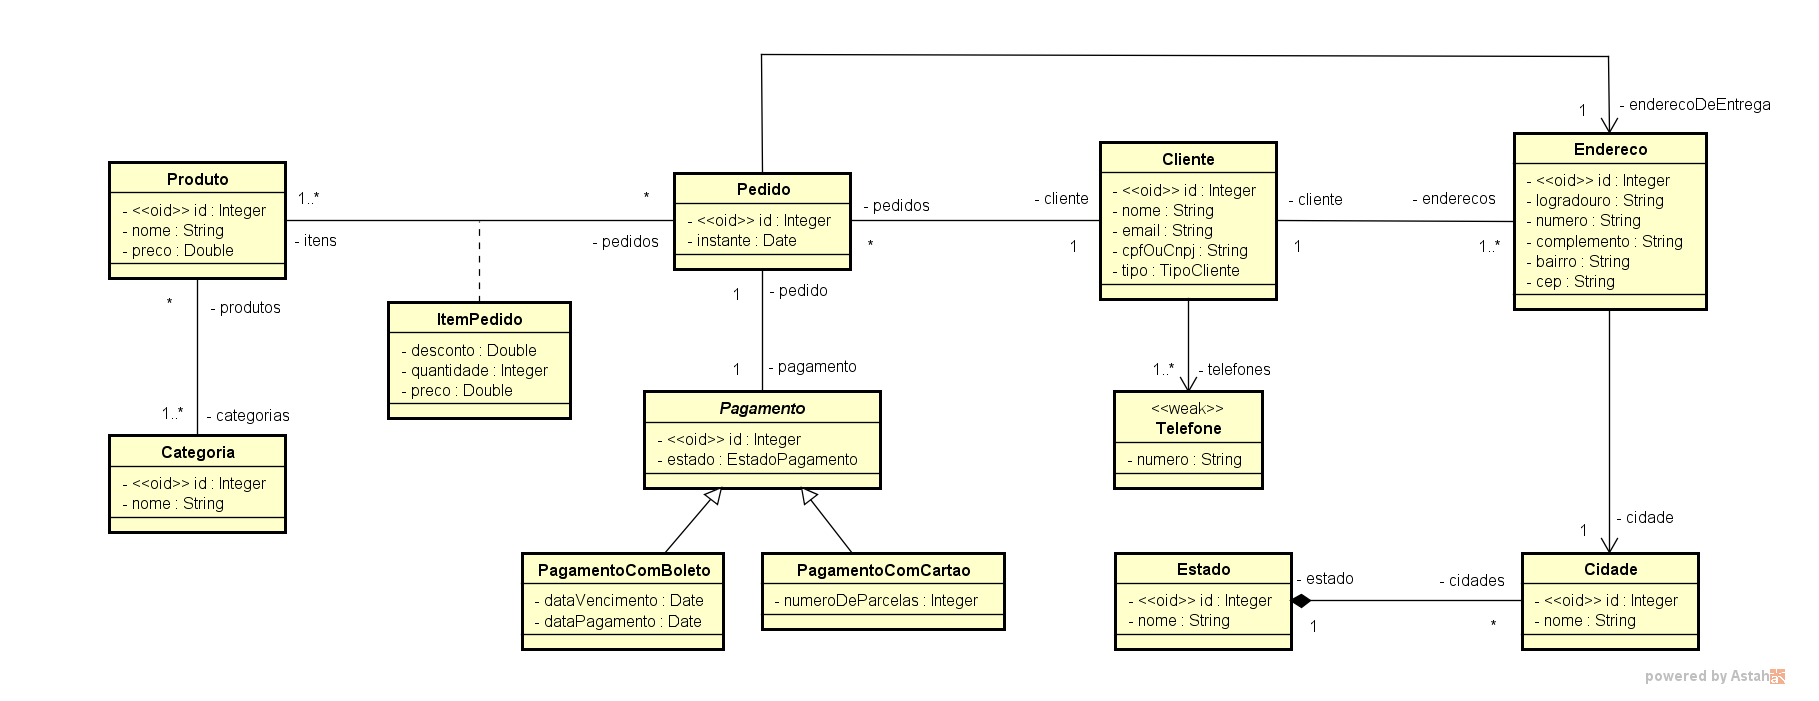 1
- enderecoDeEntrega
Produto
- <<oid>> id : Integer
- nome : String
- preco : Double
1..*
- itens
*
- pedidos
Pedido
- <<oid>> id : Integer
- instante : Date
- pedidos
*
- cliente
1
Cliente
- <<oid>> id : Integer
- nome : String
- email : String
- cpfOuCnpj : String
- tipo : TipoCliente
- cliente
1
- enderecos
1..*
Endereco
- <<oid>> id : Integer
- logradouro : String
- numero : String
- complemento : String
- bairro : String
- cep : String
*
- produtos
1..*
- categorias
Categoria
- <<oid>> id : Integer
- nome : String
ItemPedido
- desconto : Double
- quantidade : Integer
- preco : Double
1
- pedido
1
- pagamento
Pagamento
- <<oid>> id : Integer
- estado : EstadoPagamento
1..*
- telefones
<<weak>>
Telefone
- numero : String
PagamentoComBoleto
- dataVencimento : Date
- dataPagamento : Date
PagamentoComCartao
- numeroDeParcelas : Integer
1
- cidade
Estado
- <<oid>> id : Integer
- nome : String
- estado
1
- cidades
*
Cidade
- <<oid>> id : Integer
- nome : String
powered by Astah